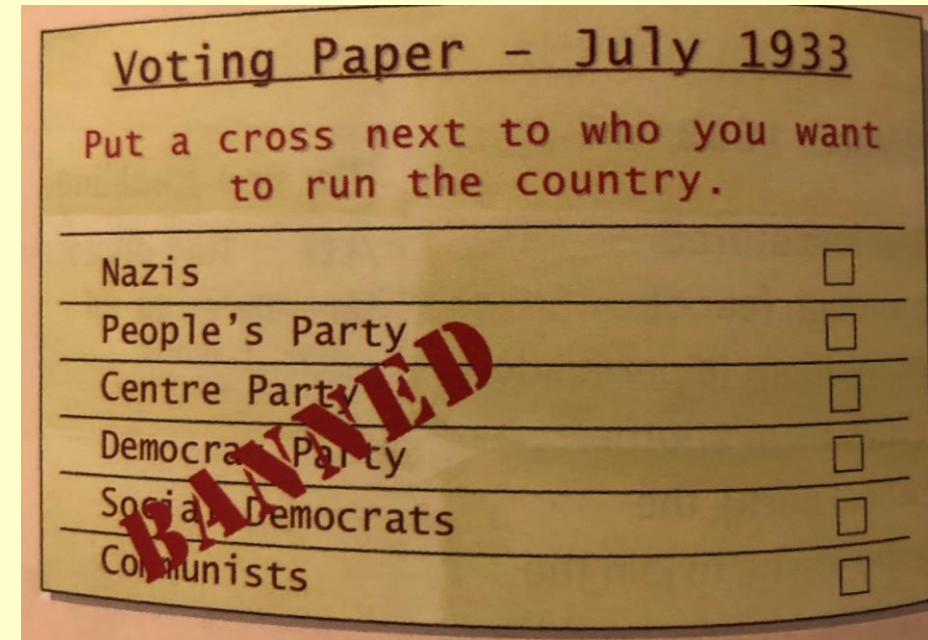 Voting Paper – July 1933
Put a cross next to who you want
to run the country.
Nazis
People's Party
Centre Party
Democrat Party
Social Democrats
Communists
BANNED